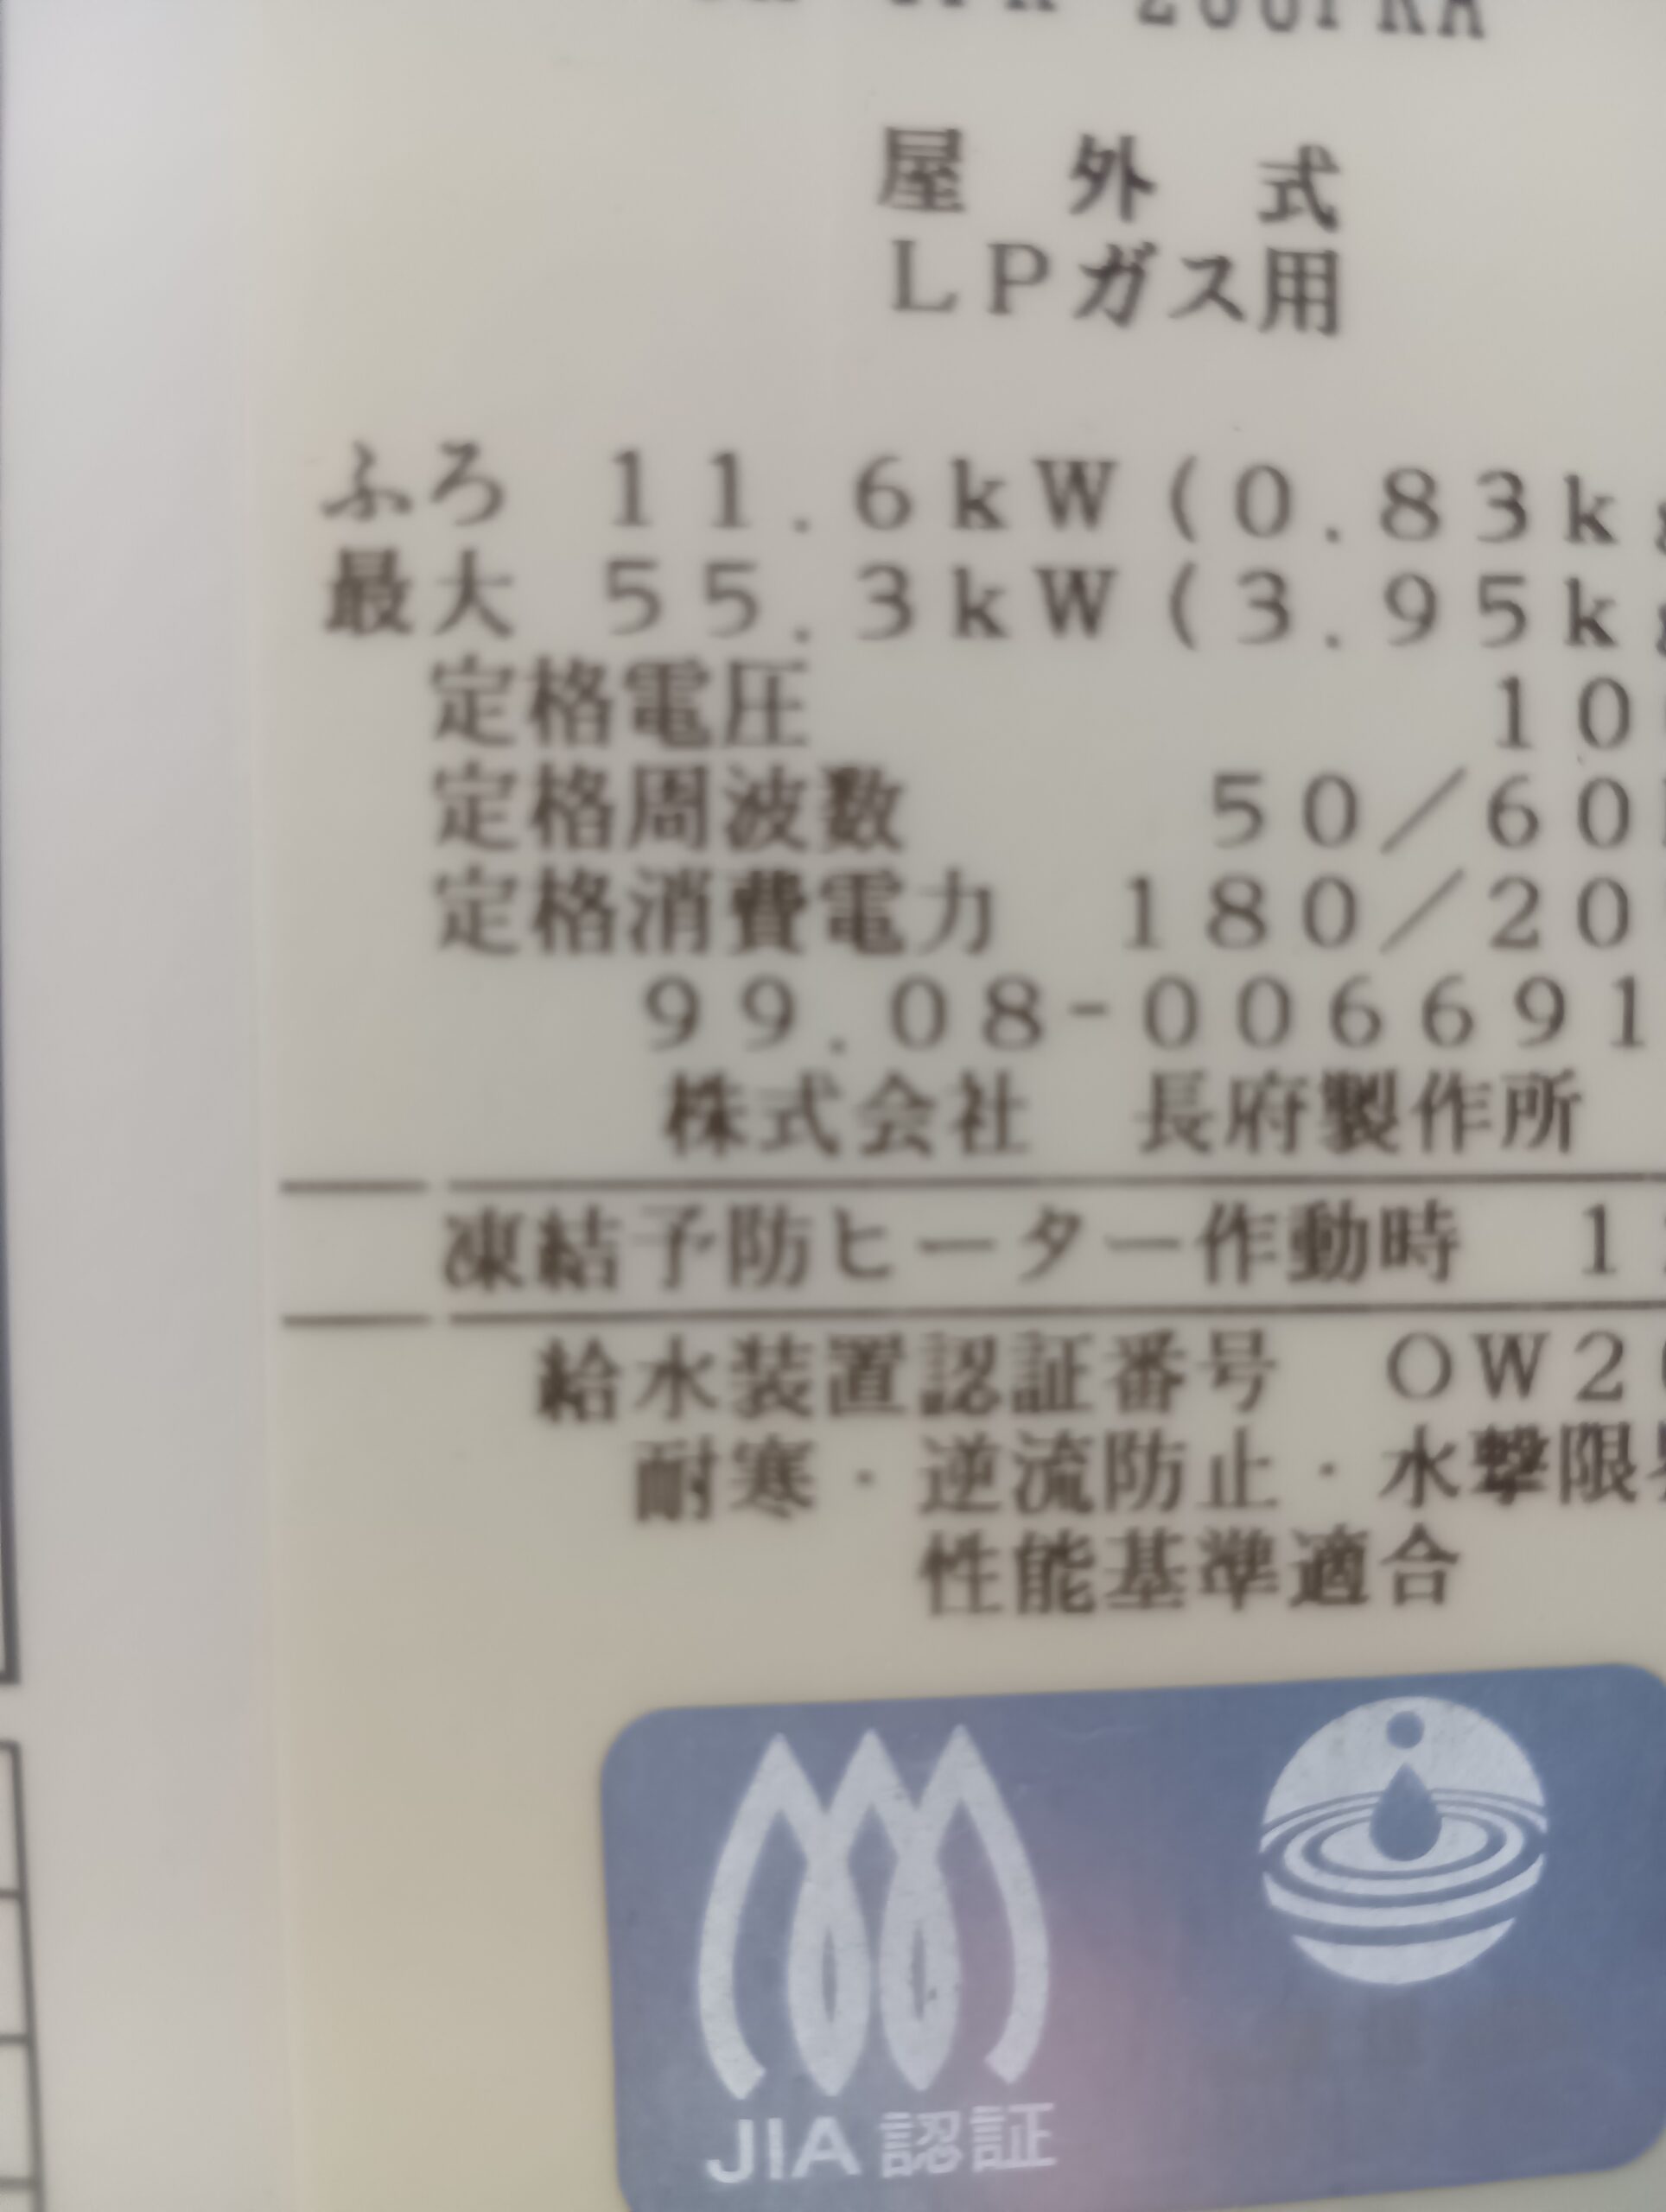 屋外式
LPガス用
ふろ 11.6kW(0.83k
最大 55.3kW(3.95k
定格電圧 10
定格周波数 50/60
定格消費電力 180/20
99.08-006691
株式会社 長府製作所
凍結予防ヒーター作動時 1
給水装置認証番号 OW2
耐寒・逆流防止・水撃限
性能基準適合
JIA認証